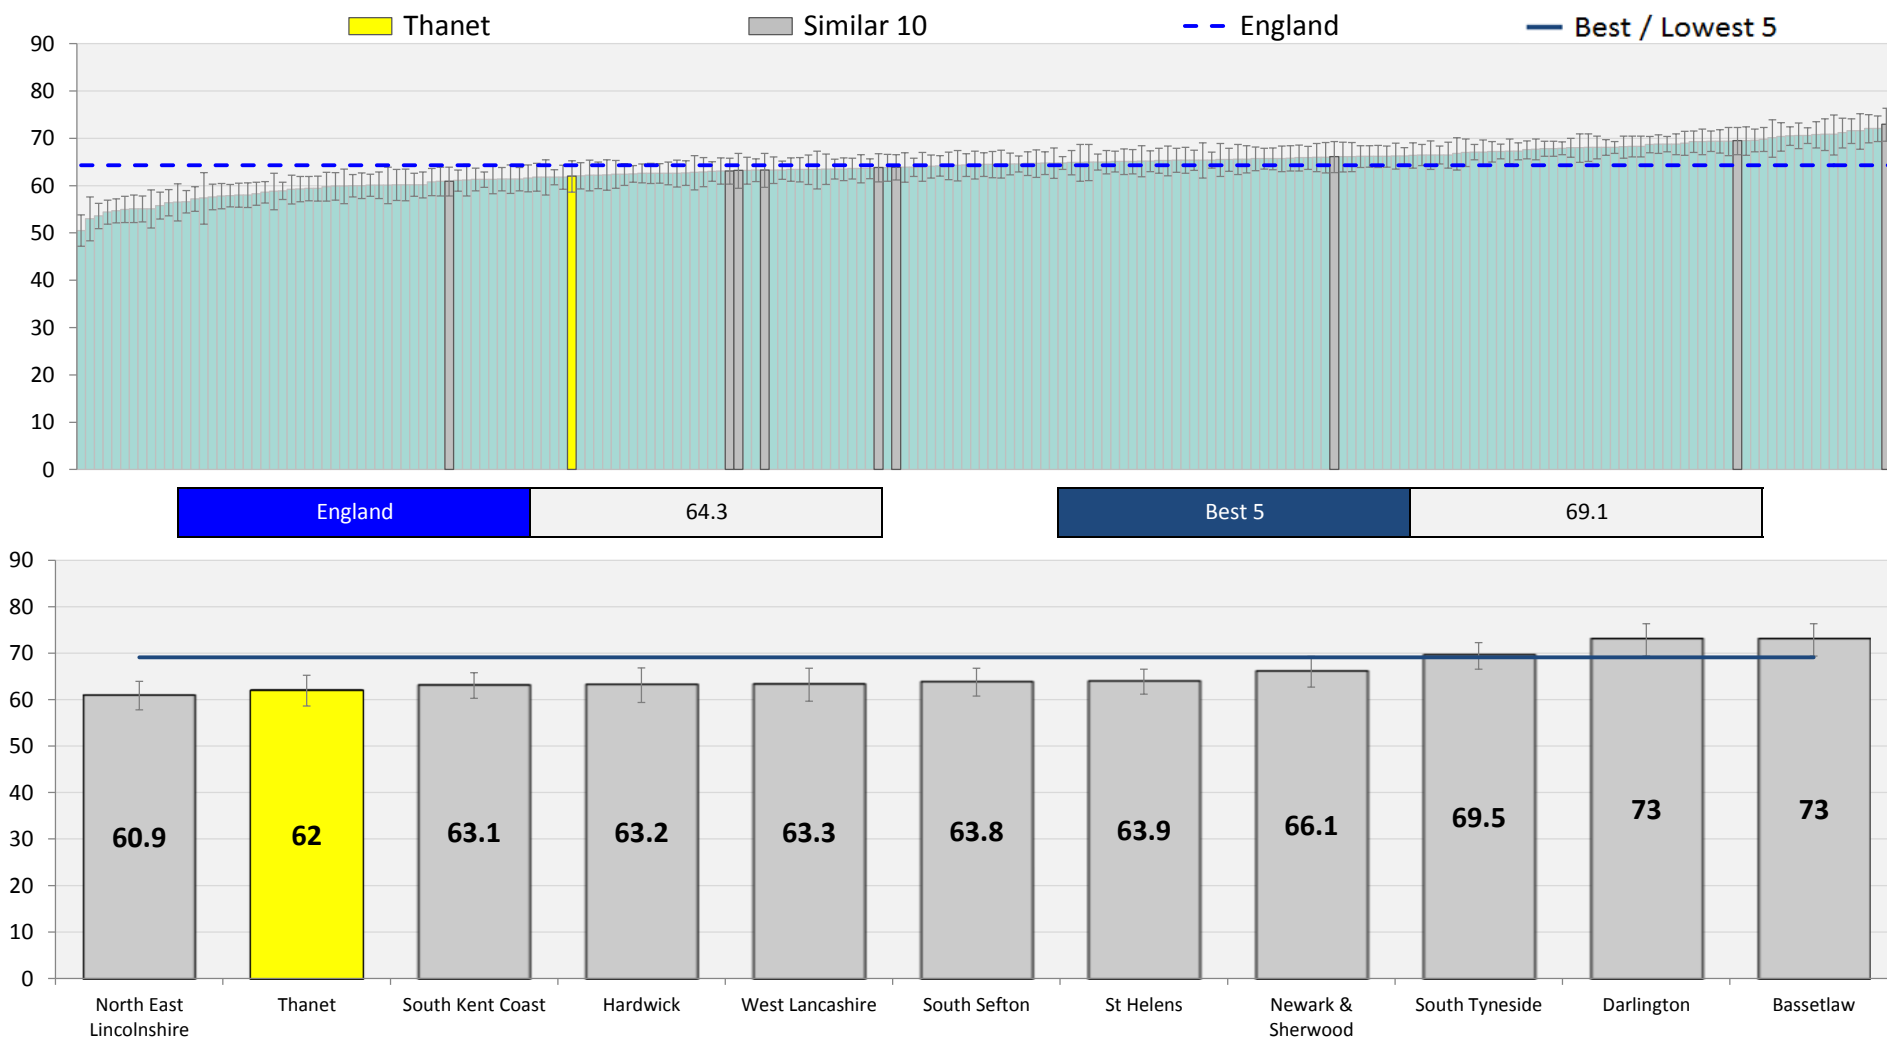 Thanet
Similar 10
England
Best / Lowest 5
90
80
70
60
50
40
30
20
10
0
England
64.3
Best 5
69.1
90
80
70
60
50
40
30
20
10
0
60.9
62
63.1
63.2
63.3
63.8
63.9
66.1
69.5
73
73
North East
Lincolnshire
Thanet
South Kent Coast
Hardwick
West Lancashire
South Sefton
St Helens
Newark &
Sherwood
South Tyneside
Darlington
Bassetlaw